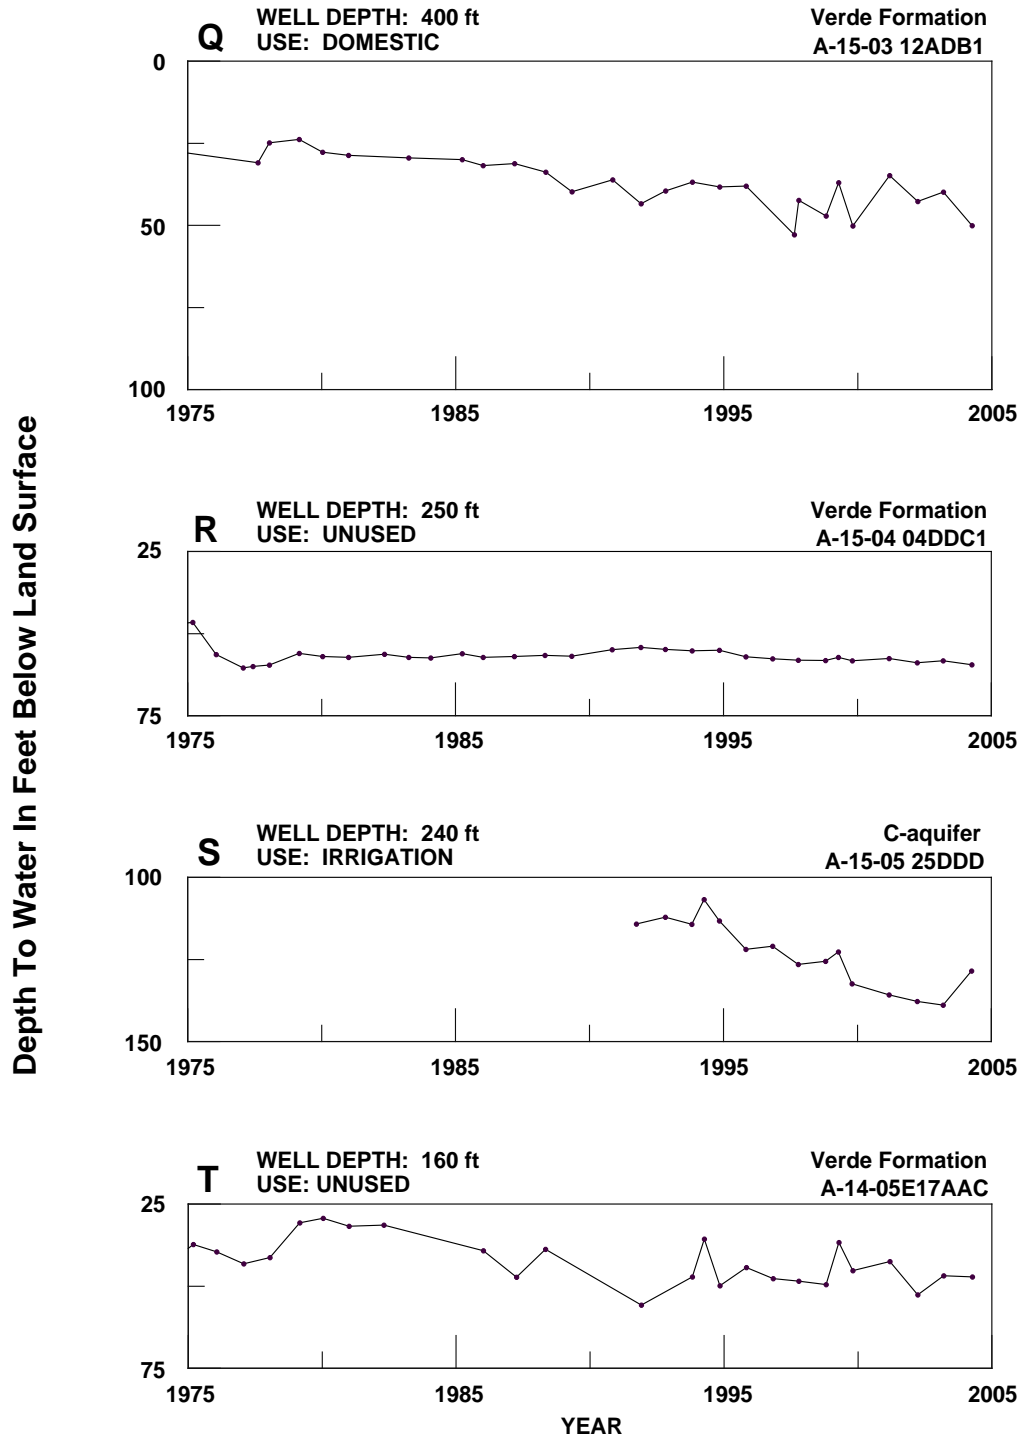 Depth To Water In Feet Below Land Surface
Q
WELL DEPTH:  400 ft
USE:  DOMESTIC
Verde Formation
A-15-03 12ADB1
0
50
100
1975
1985
1995
2005
R
WELL DEPTH:  250 ft
USE:  UNUSED
Verde Formation
A-15-04 04DDC1
25
75
1975
1985
1995
2005
S
WELL DEPTH:  240 ft
USE:  IRRIGATION
C-aquifer
A-15-05 25DDD
100
150
1975
1985
1995
2005
T
WELL DEPTH:  160 ft
USE: UNUSED
Verde Formation
A-14-05E17AAC
25
75
1975
1985
1995
2005
YEAR